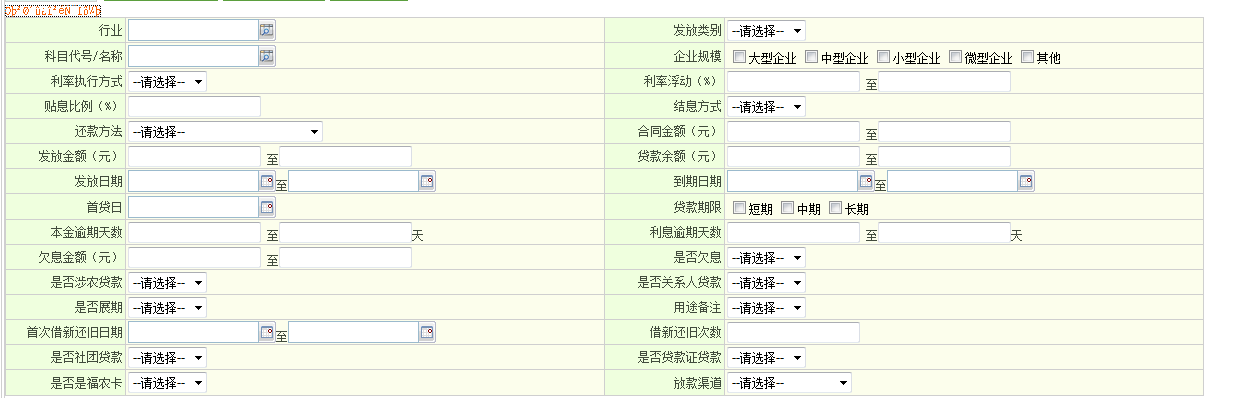 行业 发放类别 --请选择--
科目代号/名称 企业规模 大型企业 中型企业 小型企业 微型企业 其他
利率执行方式 --请选择-- 利率浮动（%） 至
贴息比例（%） 结息方式 --请选择--
还款方法 --请选择-- 合同金额（元） 至
发放金额（元） 至 贷款余额（元） 至
发放日期 至 到期日期 至
首贷日 贷款期限 短期 中期 长期
本金逾期天数 至 天 利息逾期天数 至 天
欠息金额（元） 至 是否欠息 --请选择--
是否涉农贷款 --请选择-- 是否关系人贷款 --请选择--
是否展期 --请选择-- 用途备注 --请选择--
首次借新还旧日期 至 借新还旧次数
是否社团贷款 --请选择-- 是否贷款证贷款 --请选择--
是否是福农卡 --请选择-- 放款渠道 --请选择--